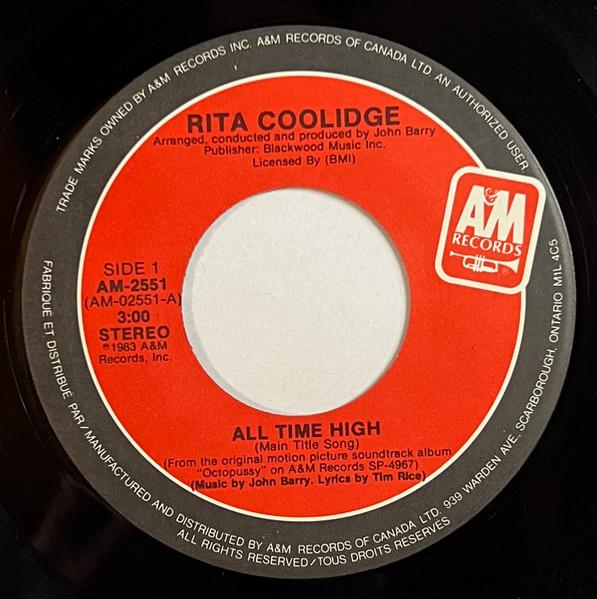 TRADE MARKS OWNED BY A&M RECORDS INC. A&M RECORDS OF CANADA LTD. AN AUTHORIZED USER.
RITA COOLIDGE
Arranged, conducted and produced by John Barry
Publisher: Blackwood Music Inc.
Licensed By (BMI)
A&M
RECORDS
SIDE 1
AM-2551
(AM-02551-A)
3:00
STEREO
℗1983 A&M
Records, Inc.
ALL TIME HIGH
(Main Title Song)
(From the original motion picture soundtrack album
"Octopussy" on A&M Records SP-4967)
(Music by John Barry. Lyrics by Tim Rice)
FABRIQUE ET DISTRIBUÉ PAR / MANUFACTURED AND DISTRIBUTED BY A&M RECORDS OF CANADA LTD. 939 WARDEN AVE. SCARBOROUGH, ONTARIO M1L 4C5
ALL RIGHTS RESERVED / TOUS DROITS RESERVÉS